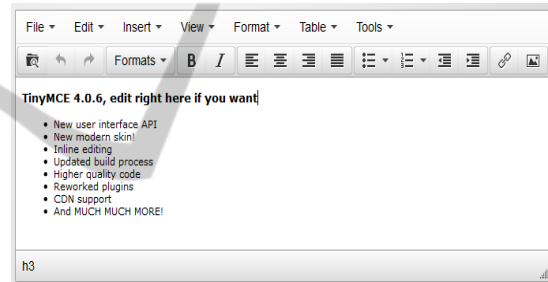 File Edit Insert View Format Table Tools
Formats B I
TinyMCE 4.0.6, edit right here if you want
New user interface API
New modern skin!
Inline editing
Updated build process
Higher quality code
Reworked plugins
CDN support
And MUCH MUCH MORE!
h3